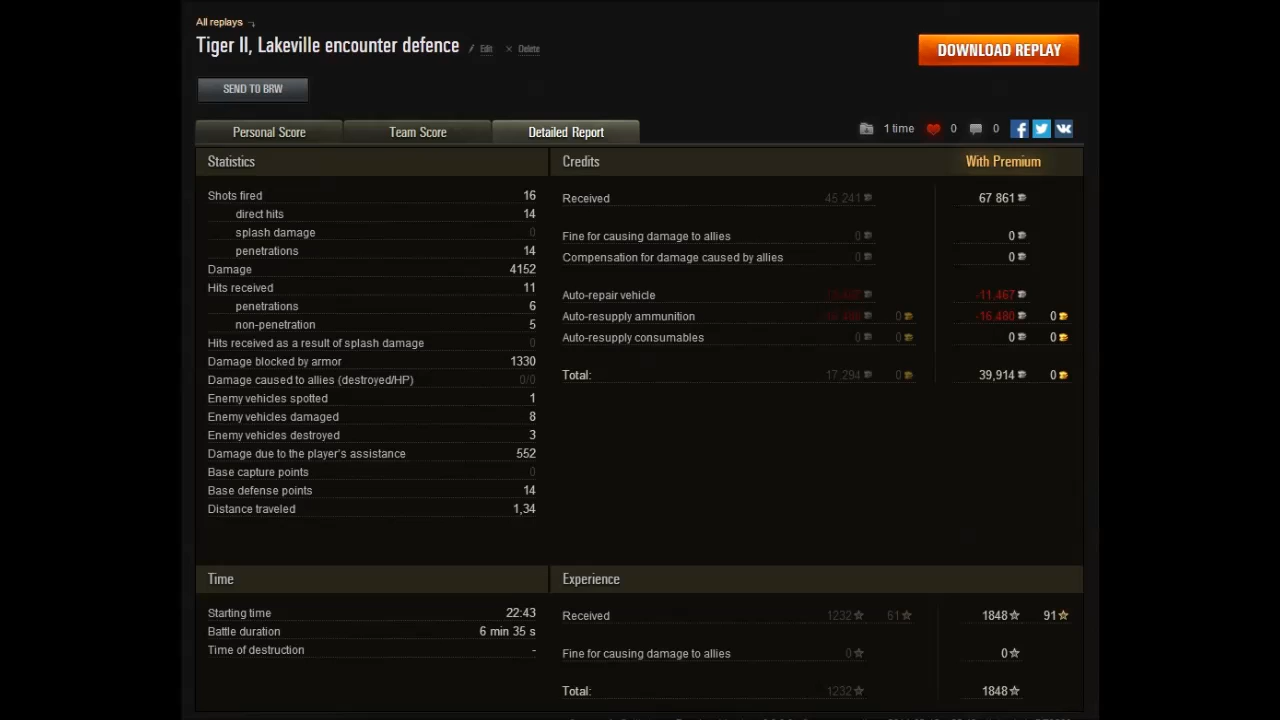 All replays
Tiger II, Lakeville encounter defence Edit Delete
DOWNLOAD REPLAY
SEND TO BRW
Personal Score Team Score Detailed Report 1 time 0 0
Statistics
Shots fired 16
direct hits 14
splash damage 0
penetrations 14
Damage 4152
Hits received 11
penetrations 6
non-penetration 5
Hits received as a result of splash damage 0
Damage blocked by armor 1330
Damage caused to allies (destroyed/HP) 0/0
Enemy vehicles spotted 1
Enemy vehicles damaged 8
Enemy vehicles destroyed 3
Damage due to the player's assistance 552
Base capture points 0
Base defense points 14
Distance traveled 1,34
Credits With Premium
Received 45 241 67 861
Fine for causing damage to allies 0 0
Compensation for damage caused by allies 0 0
Auto-repair vehicle -11.467
Auto-resupply ammunition 0 -16.480 0
Auto-resupply consumables 0 0 0 0
Total: 17.294 0 39,914 0
Time
Starting time 22:43
Battle duration 6 min 35 s
Time of destruction -
Experience
Received 1232 61 1848 91
Fine for causing damage to allies 0 0
Total: 1232 1848